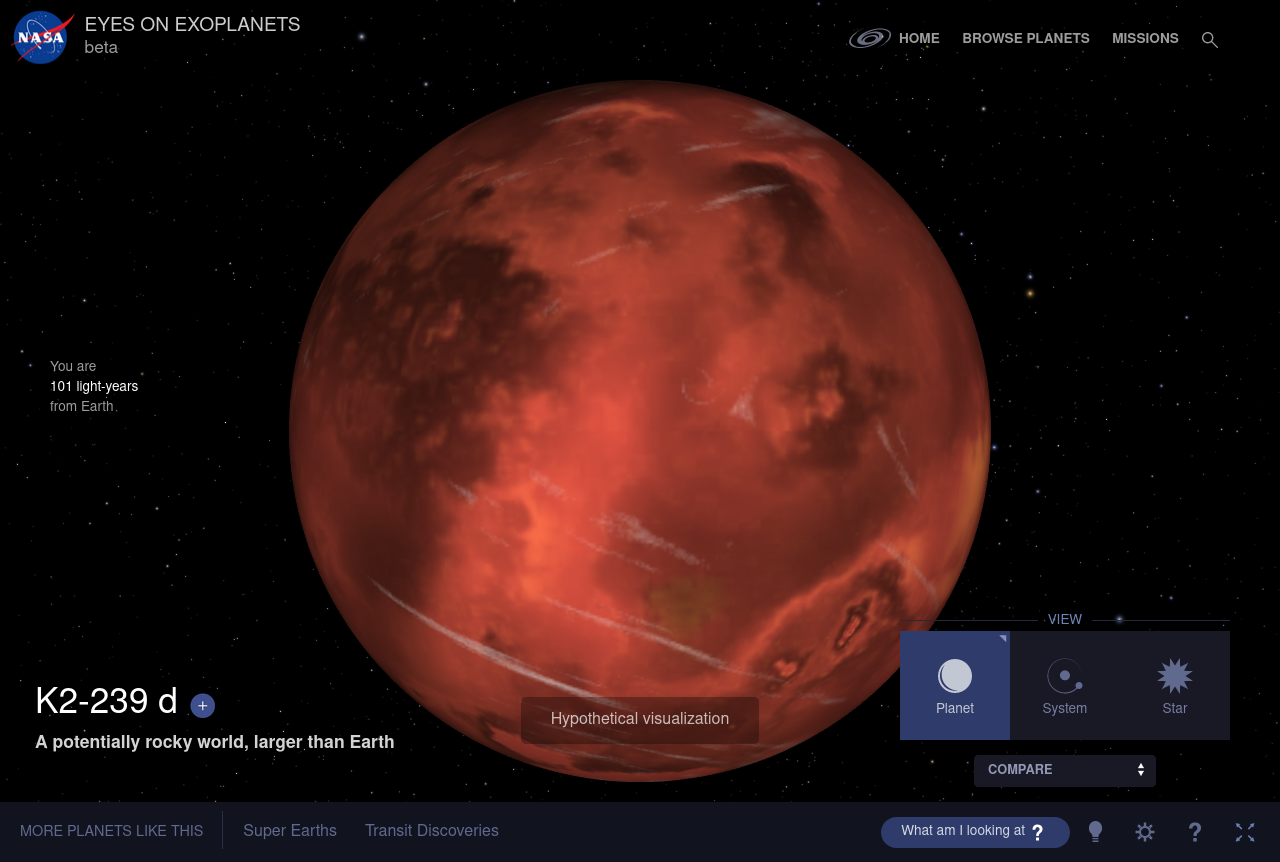 NASA
EYES ON EXOPLANETS
beta
HOME
BROWSE PLANETS
MISSIONS
You are
101 light-years
from Earth.
VIEW
Planet
System
Star
K2-239 d +
A potentially rocky world, larger than Earth
Hypothetical visualization
COMPARE
MORE PLANETS LIKE THIS
Super Earths
Transit Discoveries
What am I looking at ?
?